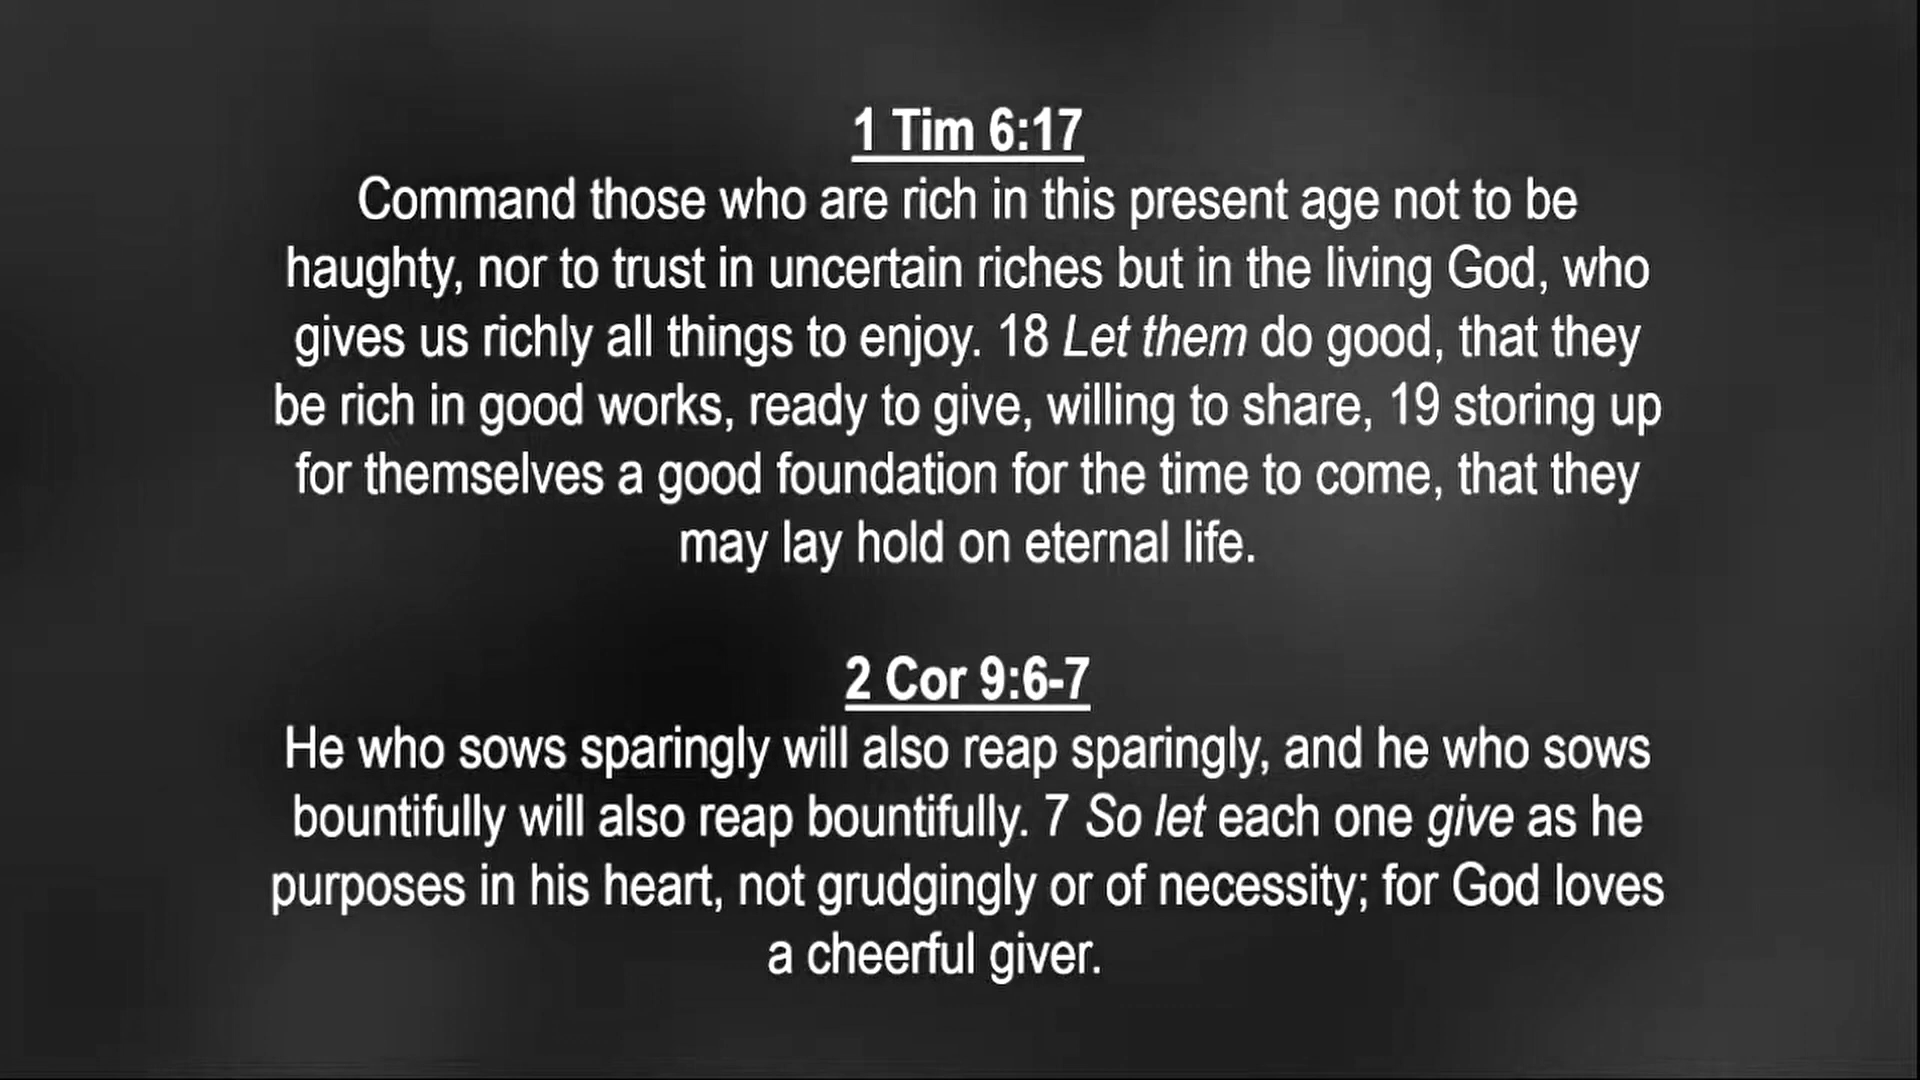 1 Tim 6:17
Command those who are rich in this present age not to be
haughty, nor to trust in uncertain riches but in the living God, who
gives us richly all things to enjoy. 18 Let them do good, that they
be rich in good works, ready to give, willing to share, 19 storing up
for themselves a good foundation for the time to come, that they
may lay hold on eternal life.
2 Cor 9:6-7
He who sows sparingly will also reap sparingly, and he who sows
bountifully will also reap bountifully. 7 So let each one give as he
purposes in his heart, not grudgingly or of necessity; for God loves
a cheerful giver.